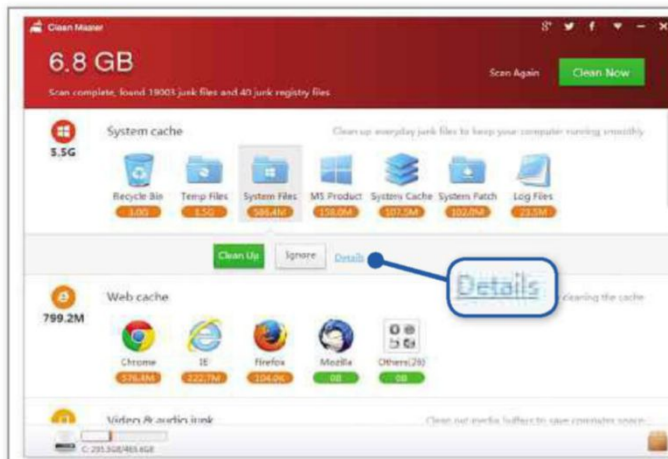 Clean Master
6.8 GB
Scan Again
Clean Now
Scan complete, found 19003 junk files and 40 junk registry files
5.5G
System cache
Clean up everyday junk files to keep your computer running smoothly
Recycle Bin Temp Files System Files MS Product System Cache System Patch Log Files
3.0G 1.5G 586.4M 158.0M 107.5M 102.0M 23.5M
Clean Up Ignore Details
Details
799.2M
Web cache
cleaning the cache
Chrome IE Firefox Mozilla Others(26)
576.4M 222.7M 104.0K 0B 0B
Video & audio junk
Clean out media buffers to save computer space